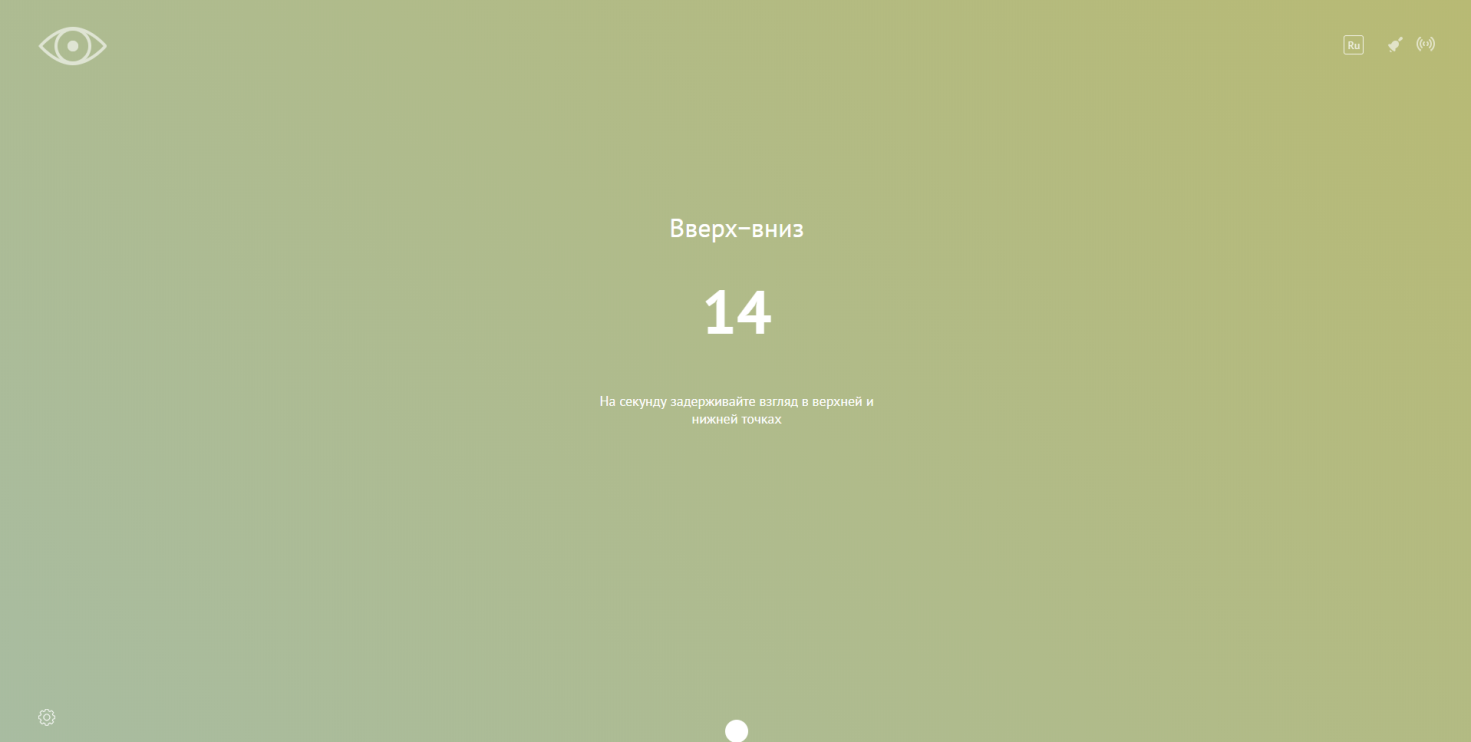 Ru
Вверх–вниз
14
На секунду задерживайте взгляд в верхней и
нижней точках